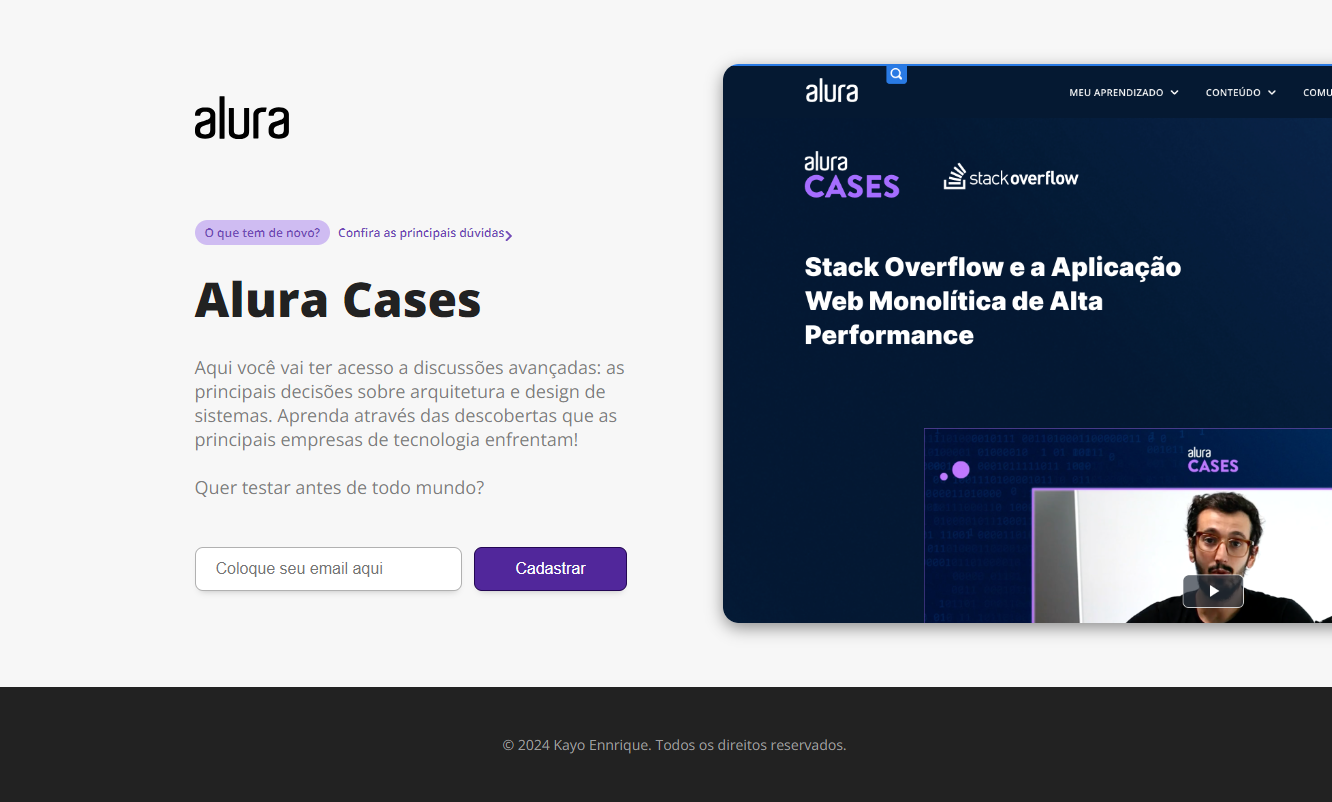 alura
O que tem de novo? Confira as principais dúvidas
Alura Cases
Aqui você vai ter acesso a discussões avançadas: as
principais decisões sobre arquitetura e design de
sistemas. Aprenda através das descobertas que as
principais empresas de tecnologia enfrentam!
Quer testar antes de todo mundo?
Coloque seu email aqui
Cadastrar
alura
MEU APRENDIZADO
CONTEÚDO
COMU
alura
CASES
stackoverflow
Stack Overflow e a Aplicação
Web Monolítica de Alta
Performance
alura
CASES
© 2024 Kayo Ennrique. Todos os direitos reservados.